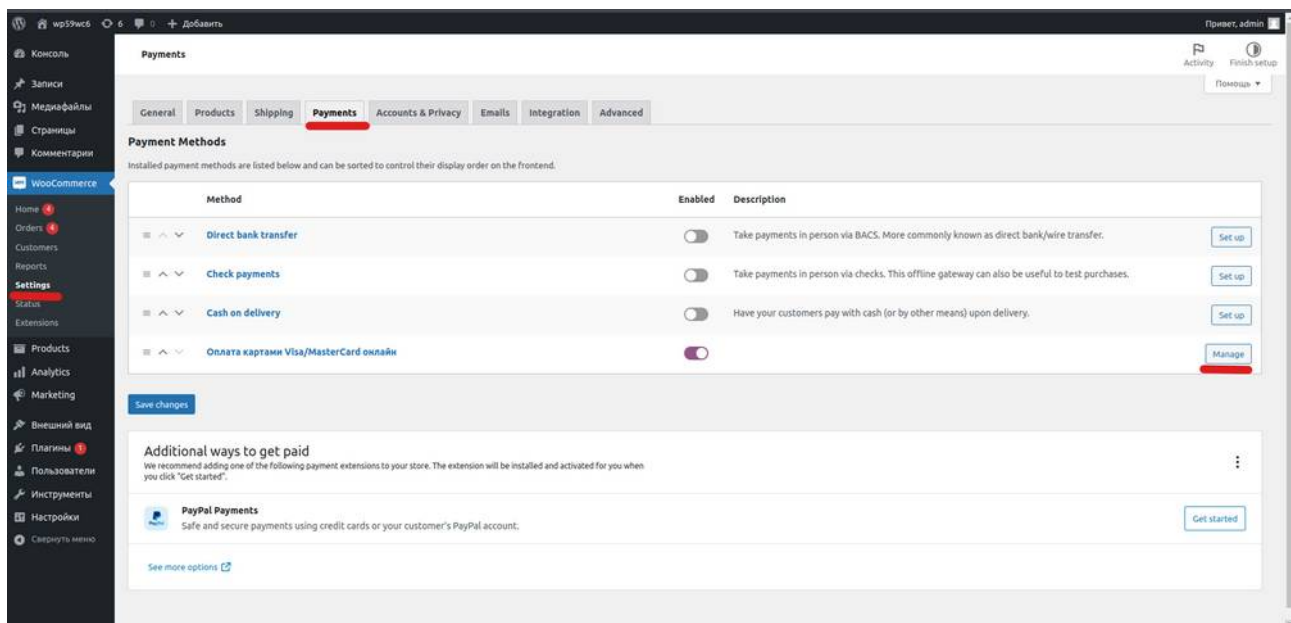 wp59wc6 6 0 + Добавить Привет, admin
Консоль
Записи
Медиафайлы
Страницы
Комментарии
WooCommerce
Home 4
Orders 4
Customers
Reports
Settings
Status
Extensions
Products
Analytics
Marketing
Внешний вид
Плагины 1
Пользователи
Инструменты
Настройки
Свернуть меню
Payments
Activity Finish setup
Помощь
General Products Shipping Payments Accounts & Privacy Emails Integration Advanced
Payment Methods
Installed payment methods are listed below and can be sorted to control their display order on the frontend.
Method Enabled Description
Direct bank transfer Take payments in person via BACS. More commonly known as direct bank/wire transfer. Set up
Check payments Take payments in person via checks. This offline gateway can also be useful to test purchases. Set up
Cash on delivery Have your customers pay with cash (or by other means) upon delivery. Set up
Оплата картами Visa/MasterCard онлайн Manage
Save changes
Additional ways to get paid
We recommend adding one of the following payment extensions to your store. The extension will be installed and activated for you when
you click "Get started".
PayPal Payments
Safe and secure payments using credit cards or your customer's PayPal account.
Get started
See more options